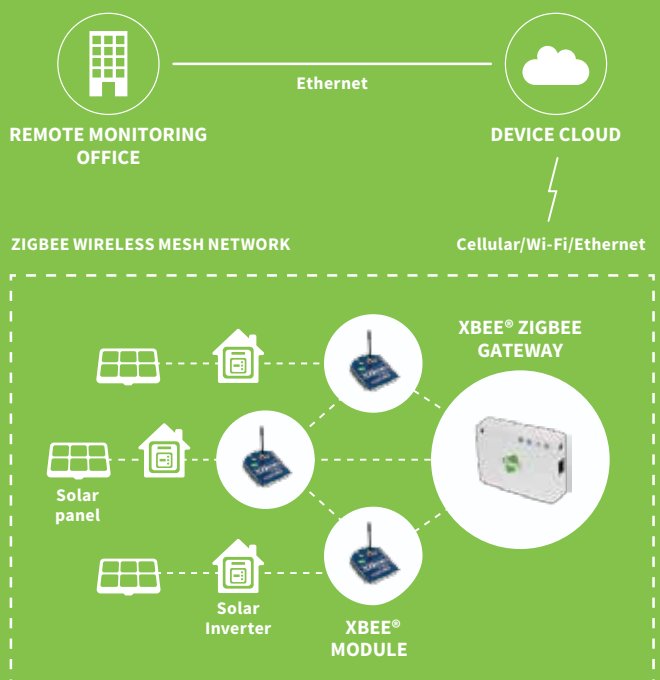 Ethernet
REMOTE MONITORING
OFFICE
DEVICE CLOUD
ZIGBEE WIRELESS MESH NETWORK
Cellular/Wi-Fi/Ethernet
XBEE® ZIGBEE
GATEWAY
Solar
panel
Solar
Inverter
XBEE®
MODULE